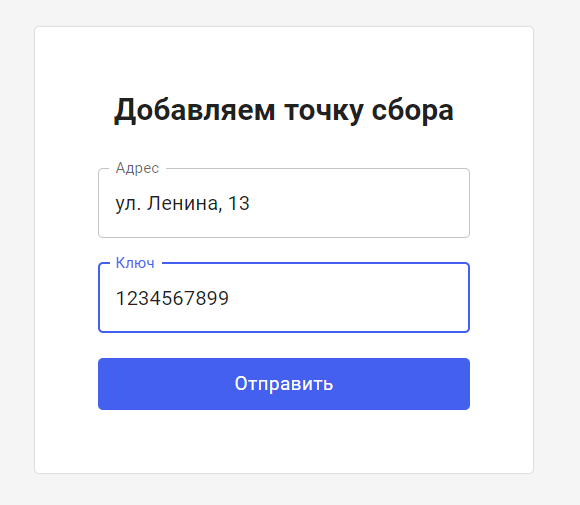 Добавляем точку сбора
Адрес
ул. Ленина, 13
Ключ
1234567899
Отправить